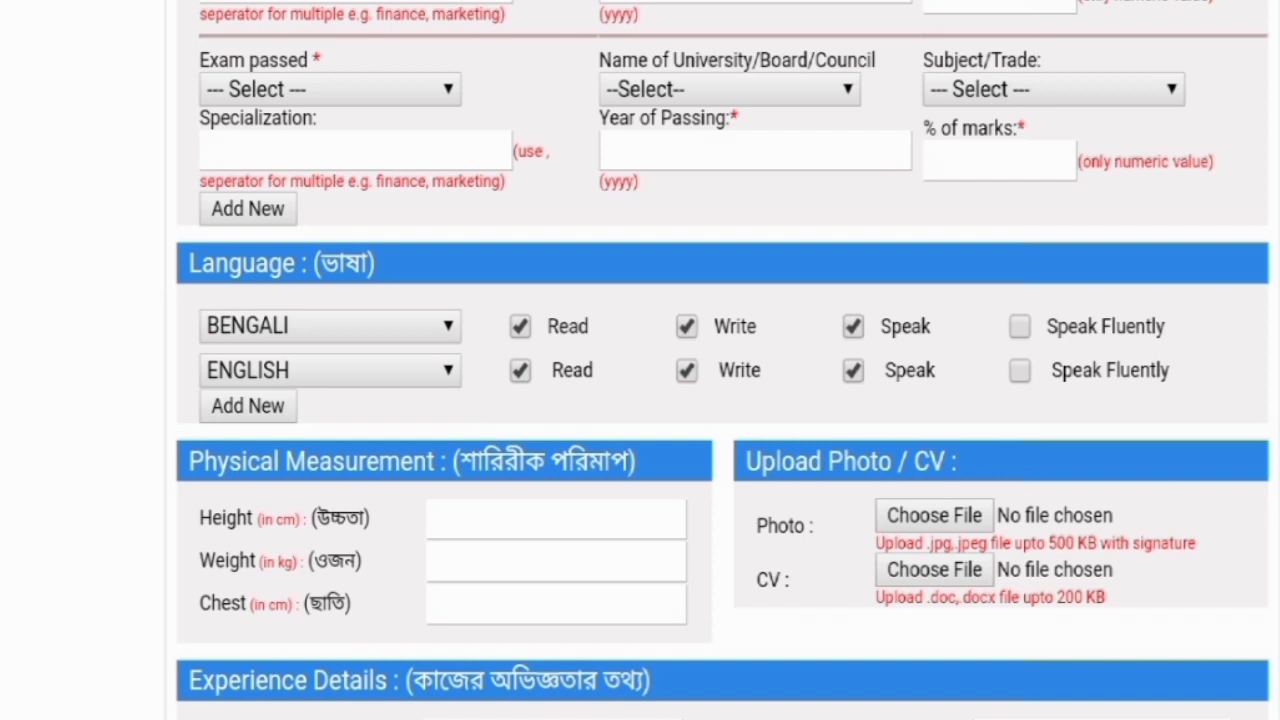 seperator for multiple e.g. finance, marketing) (yyyy) (only numeric value)
Exam passed * Name of University/Board/Council Subject/Trade:
--- Select --- --Select-- --- Select ---
Specialization: Year of Passing:* % of marks:*
(use , (only numeric value)
seperator for multiple e.g. finance, marketing) (yyyy)
Add New
Language : (ভাষা)
BENGALI Read Write Speak Speak Fluently
ENGLISH Read Write Speak Speak Fluently
Add New
Physical Measurement : (শারিরীক পরিমাপ)
Height (in cm) : (উচ্চতা)
Weight (in kg) : (ওজন)
Chest (in cm) : (ছাতি)
Upload Photo / CV :
Photo : Choose File No file chosen
Upload .jpg,.jpeg file upto 500 KB with signature
CV : Choose File No file chosen
Upload .doc,.docx file upto 200 KB
Experience Details : (কাজের অভিজ্ঞতার তথ্য)